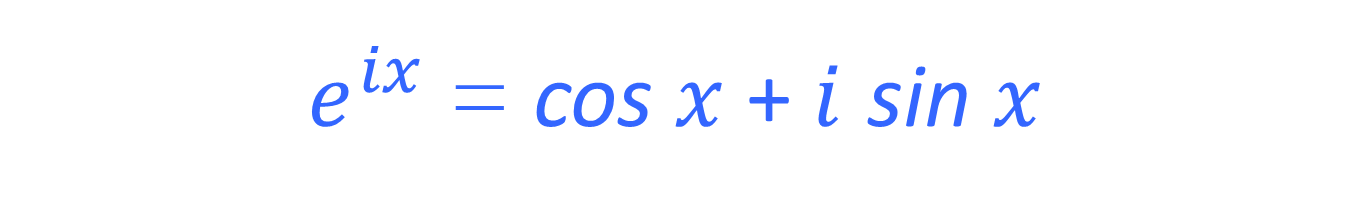 e^{ix} = cos x + i sin x